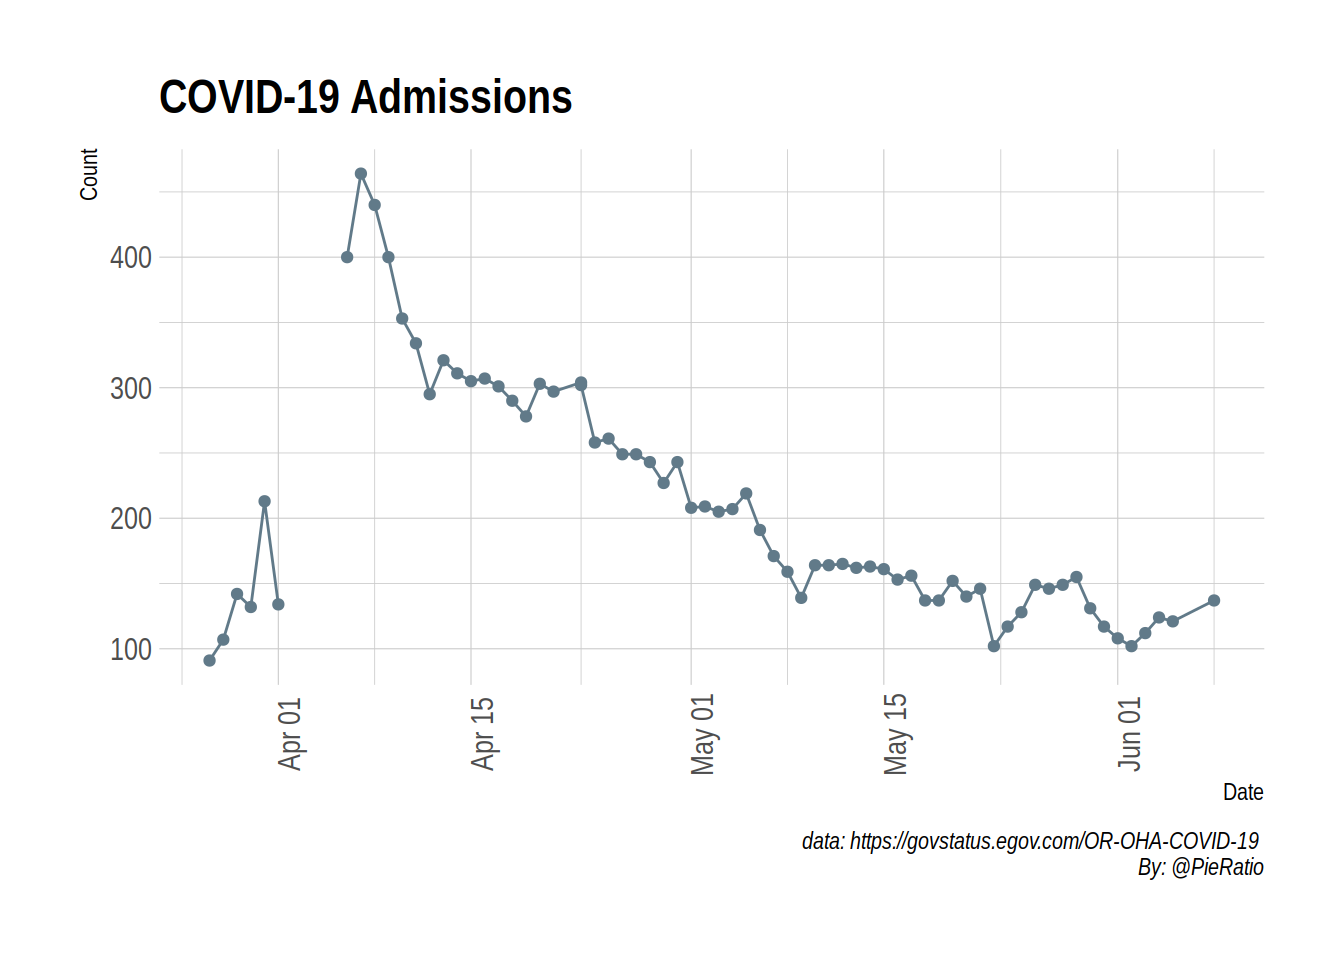 COVID-19 Admissions
Count
400
300
200
100
Apr 01
Apr 15
May 01
May 15
Jun 01
Date
data: https://govstatus.egov.com/OR-OHA-COVID-19
By: @PieRatio